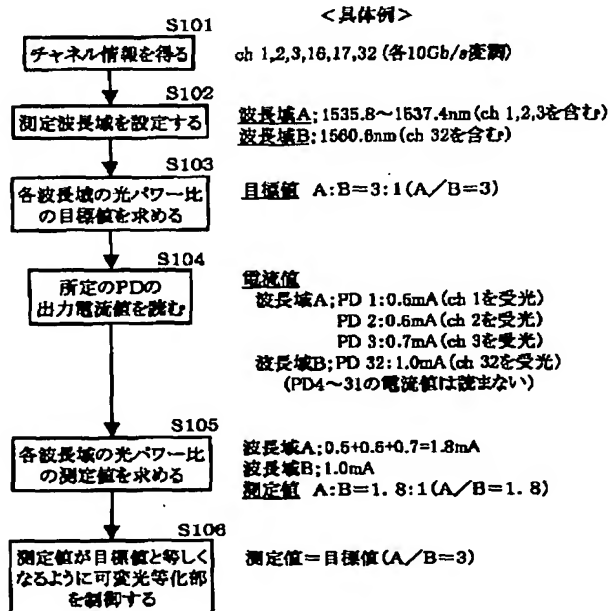 <具体例>
S101
チャネル情報を得る
ch 1,2,3,16,17,32 (各10Gb/s変調)
S102
測定波長域を設定する
波長域A; 1535.8～1537.4nm(ch 1,2,3を含む)
波長域B; 1560.6nm(ch 32を含む)
S103
各波長域の光パワー比
の目標値を求める
目標値 A:B=3:1(A／B=3)
S104
所定のPDの
出力電流値を読む
電流値
波長域A; PD 1:0.5mA(ch 1を受光)
PD 2:0.6mA(ch 2を受光)
PD 3:0.7mA(ch 3を受光)
波長域B; PD 32:1.0mA(ch 32を受光)
(PD4～31の電流値は読まない)
S105
各波長域の光パワー比
の測定値を求める
波長域A; 0.5+0.6+0.7=1.8mA
波長域B; 1.0mA
測定値 A:B=1.8:1(A／B=1.8)
S106
測定値が目標値と等しく
なるように可変光等化部
を制御する
測定値=目標値(A／B=3)